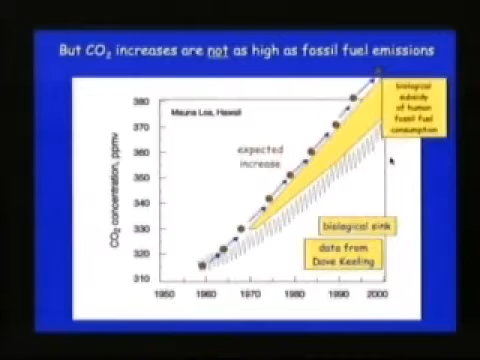 But CO₂ increases are not as high as fossil fuel emissions
Mauna Loa, Hawaii
expected
increase
biological
subsidy
of human
fossil fuel
consumption
biological sink
data from
Dave Keeling
CO₂ concentration, ppmv
380
370
360
350
340
330
320
310
1950
1960
1970
1980
1990
2000